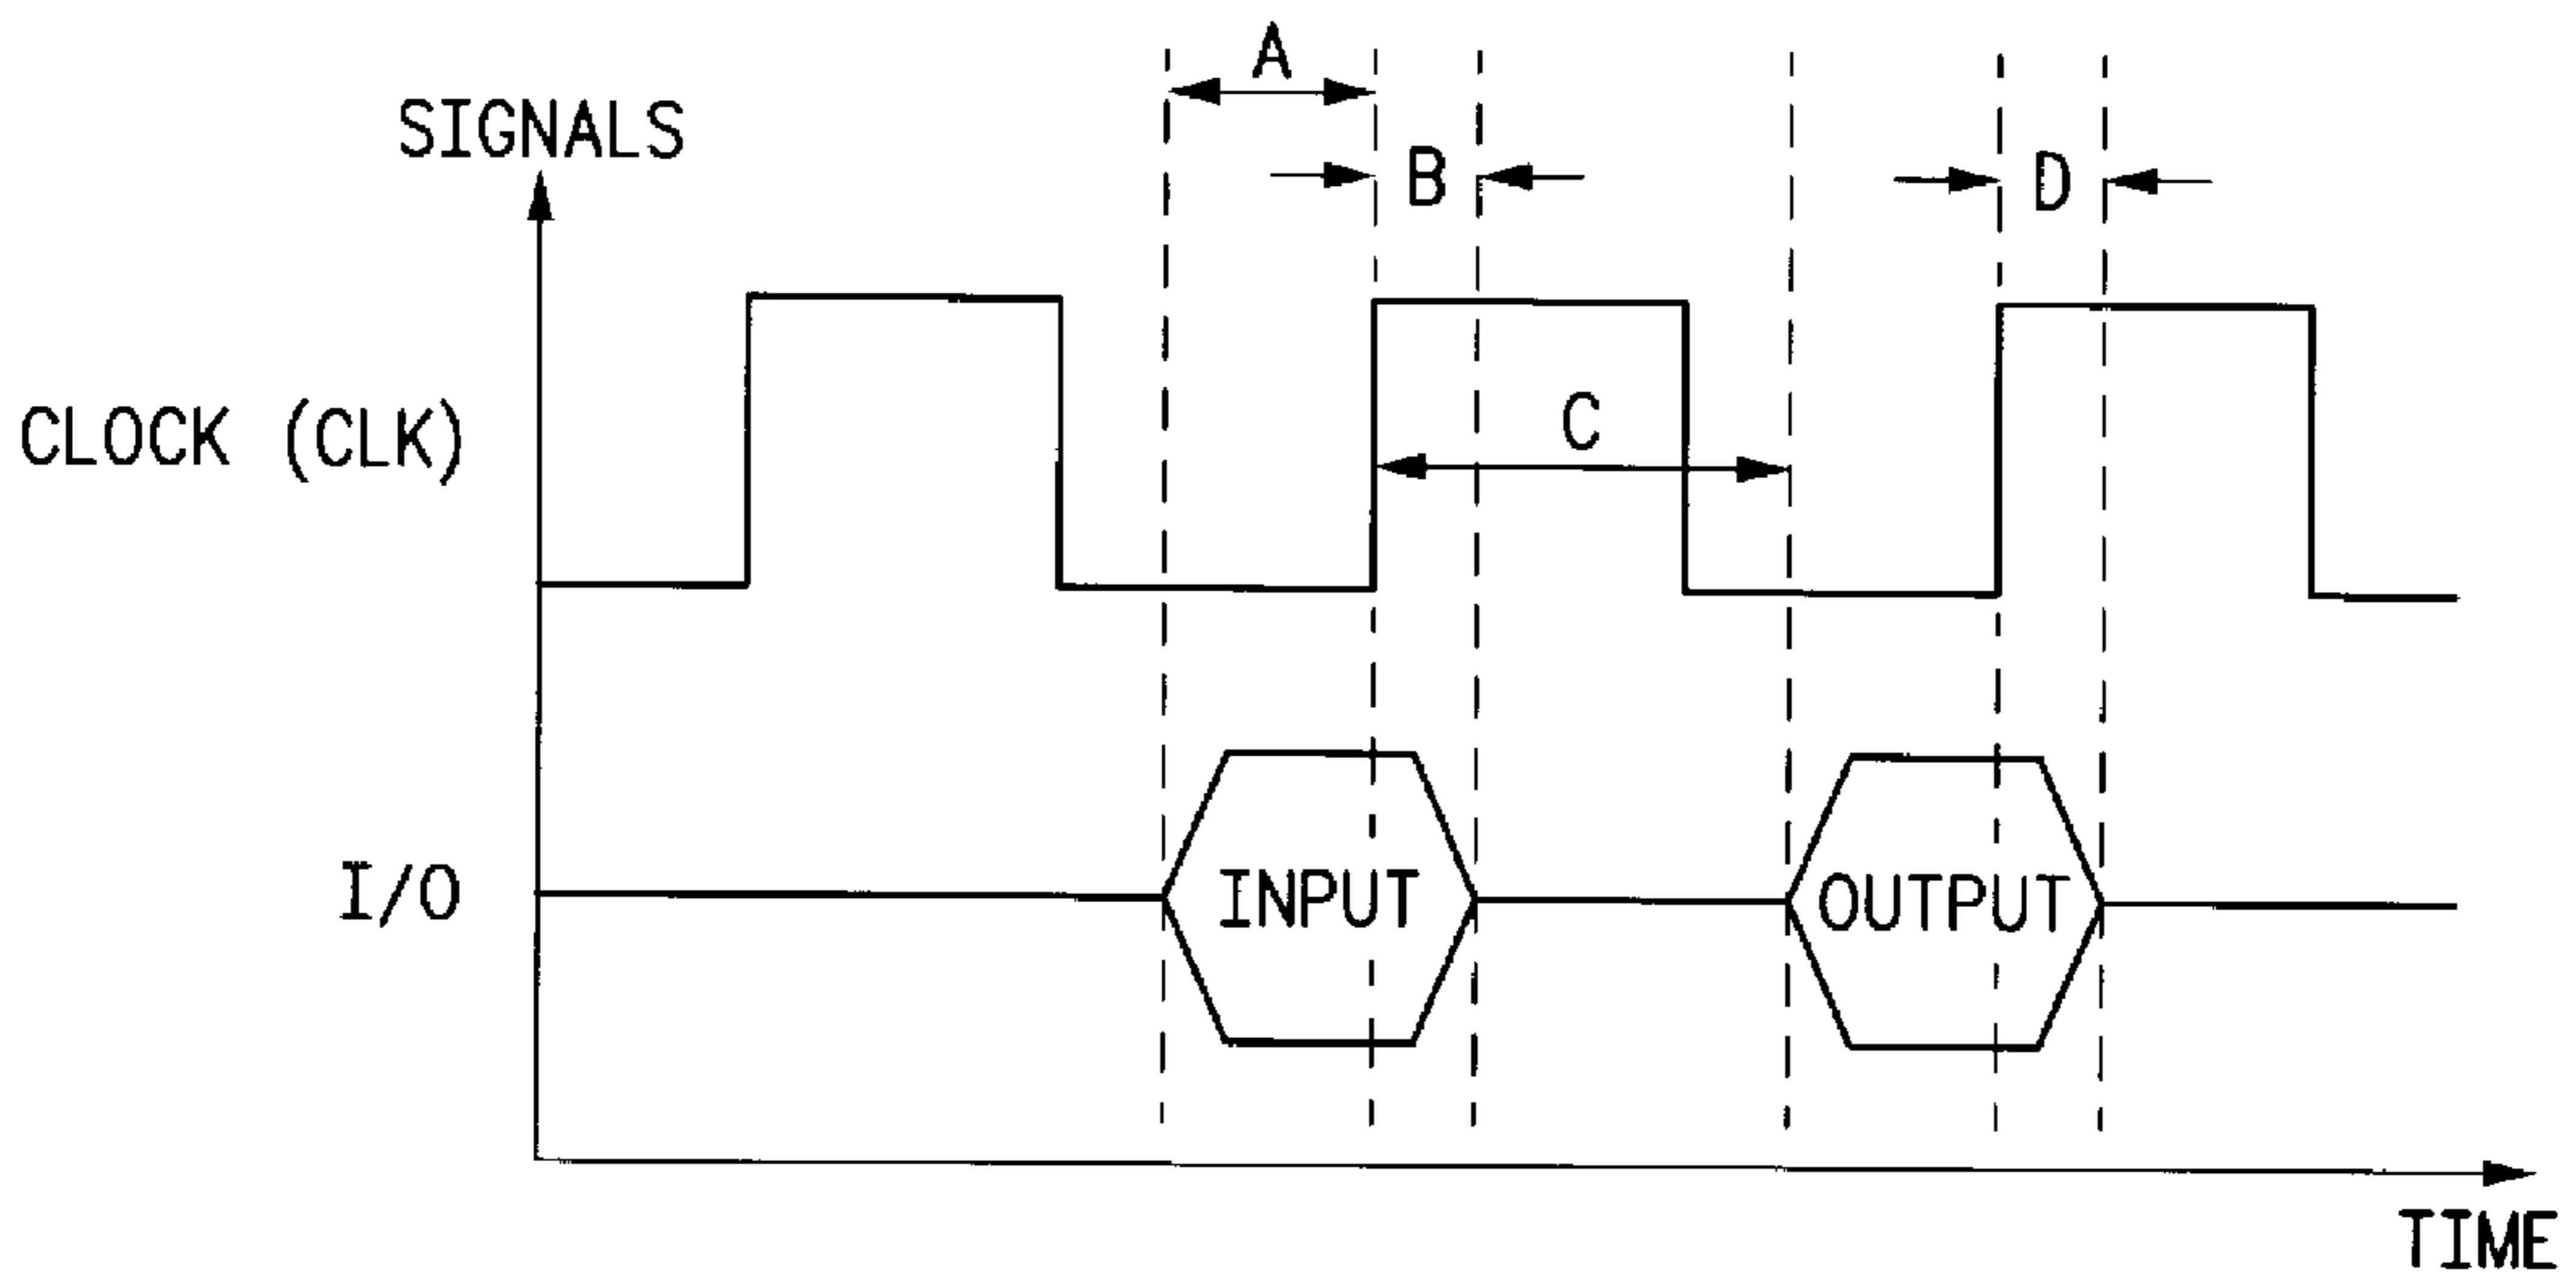 A
SIGNALS
B
D
CLOCK (CLK)
C
I/O
INPUT
OUTPUT
TIME